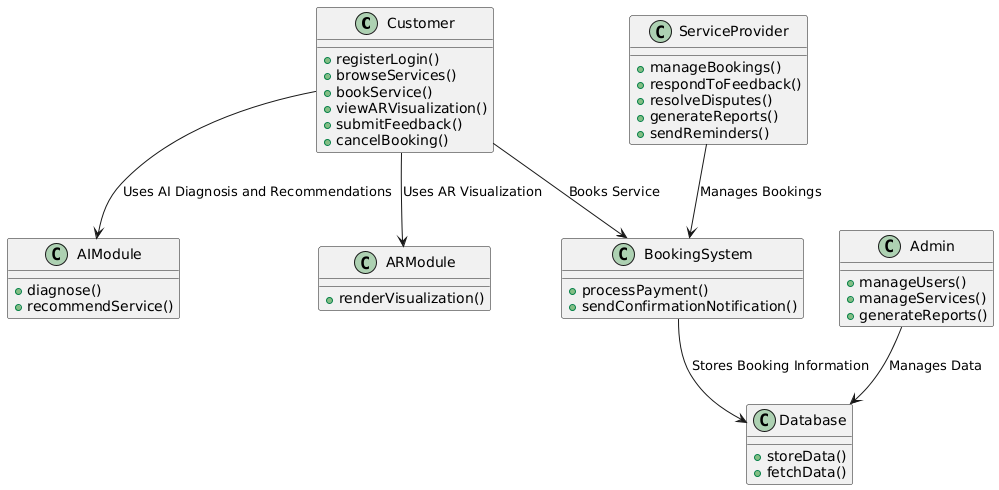 C Customer
registerLogin()
browseServices()
bookService()
viewARVisualization()
submitFeedback()
cancelBooking()
C ServiceProvider
manageBookings()
respondToFeedback()
resolveDisputes()
generateReports()
sendReminders()
Uses AI Diagnosis and Recommendations
Uses AR Visualization
Books Service
Manages Bookings
C AIModule
diagnose()
recommendService()
C ARModule
renderVisualization()
C BookingSystem
processPayment()
sendConfirmationNotification()
C Admin
manageUsers()
manageServices()
generateReports()
Stores Booking Information
Manages Data
C Database
storeData()
fetchData()